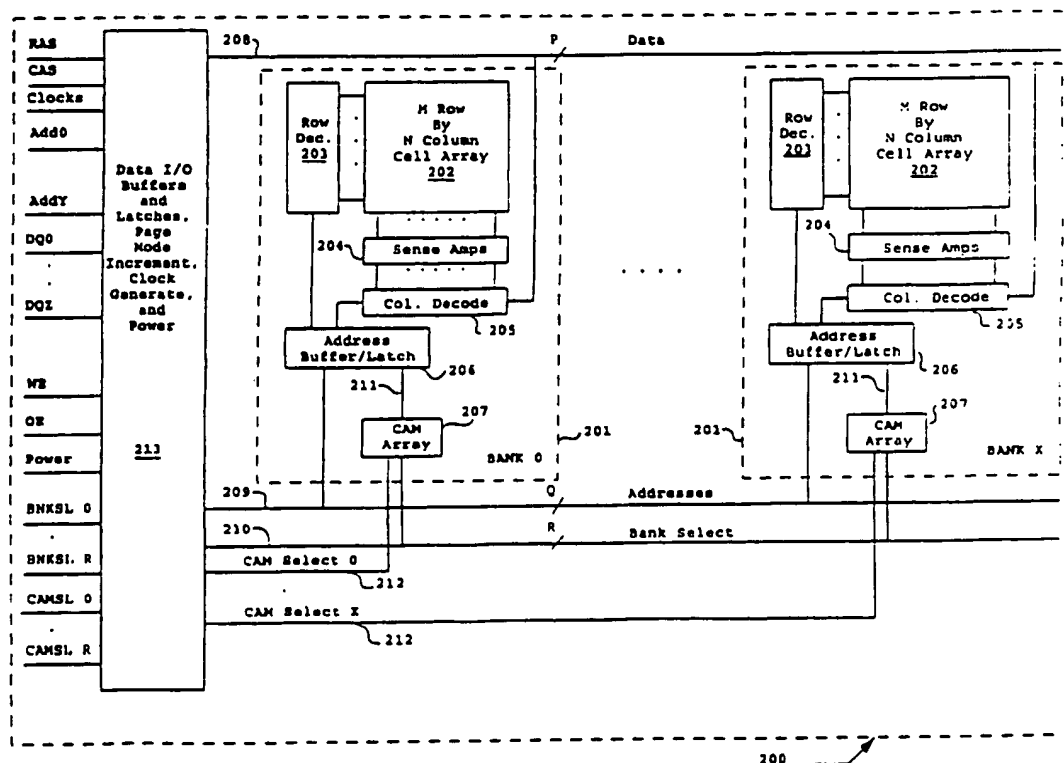 RAS
CAS
Clocks
Add0
AddY
DQ0
DQZ
WE
OE
Power
BNKSL 0
BNKSL R
CAMSL 0
CAMSL R
Data I/O
Buffers
and
Latches,
Page
Mode
Increment,
Clock
Generate,
and
Power
213
208
P
Data
Row
Dec.
203
M Row
By
N Column
Cell Array
202
204
Sense Amps
Col. Decode
205
Address
Buffer/Latch
206
211
207
CAM
Array
201
BANK 0
Row
Dec.
M Row
By
N Column
Cell Array
202
204
Sense Amps
Col. Decode
Address
Buffer/Latch
206
211
207
CAM
Array
201
BANK X
209
Q
Addresses
210
R
Bank Select
CAM Select 0
212
CAM Select X
212
200